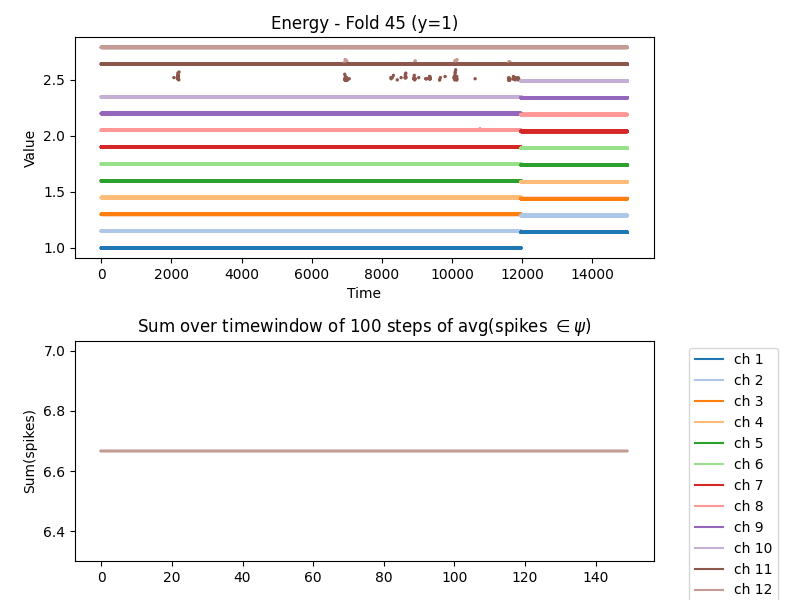 Energy - Fold 45 (y=1)
Value
2.5
2.0
1.5
1.0
0 2000 4000 6000 8000 10000 12000 14000
Time
Sum over timewindow of 100 steps of avg(spikes ∈ ψ)
Sum(spikes)
7.0
6.8
6.6
6.4
0 20 40 60 80 100 120 140
ch 1
ch 2
ch 3
ch 4
ch 5
ch 6
ch 7
ch 8
ch 9
ch 10
ch 11
ch 12